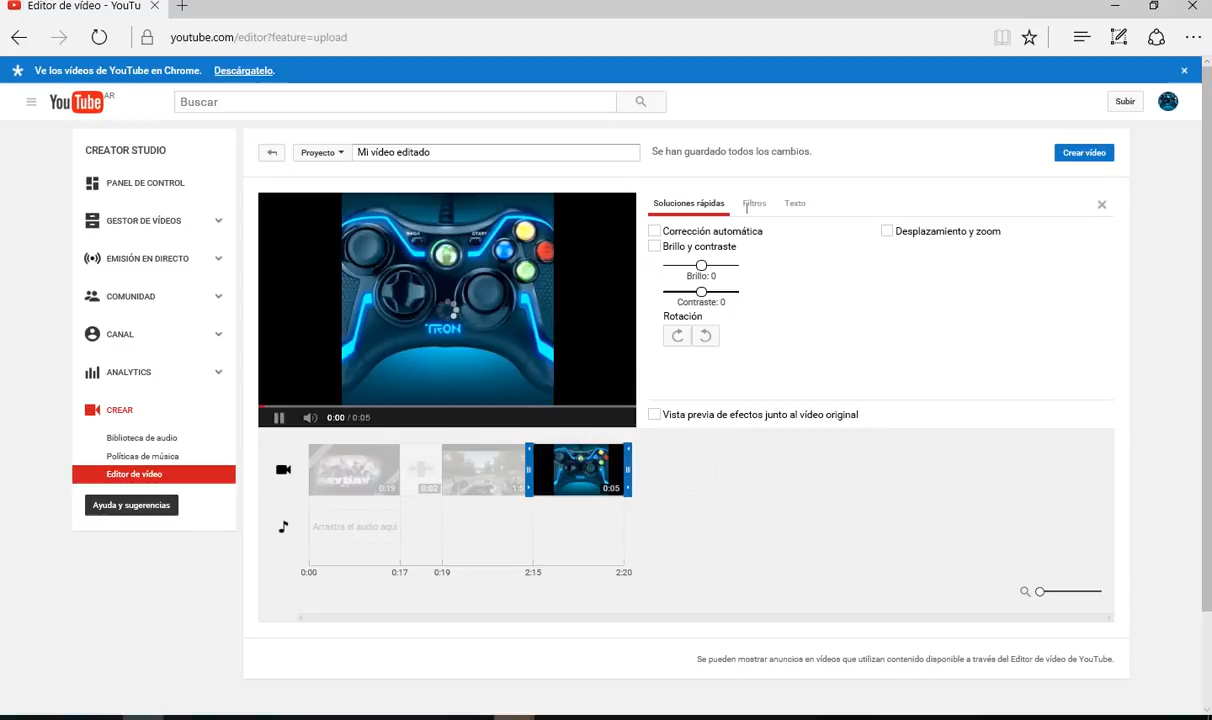 Editor de vídeo - YouTu
youtube.com/editor?feature=upload
Ve los vídeos de YouTube en Chrome. Descárgatelo.
YouTube AR
Buscar
Subir
CREATOR STUDIO
PANEL DE CONTROL
GESTOR DE VÍDEOS
EMISIÓN EN DIRECTO
COMUNIDAD
CANAL
ANALYTICS
CREAR
Biblioteca de audio
Políticas de música
Editor de vídeo
Ayuda y sugerencias
Proyecto
Mi vídeo editado
Se han guardado todos los cambios.
Crear vídeo
START
TRON
0:00 / 0:05
Soluciones rápidas
Filtros
Texto
Corrección automática
Desplazamiento y zoom
Brillo y contraste
Brillo: 0
Contraste: 0
Rotación
Vista previa de efectos junto al vídeo original
0:19
0:02
1:5
0:05
Arrastra el audio aquí
0:00
0:17
0:19
2:15
2:20
Se pueden mostrar anuncios en vídeos que utilizan contenido disponible a través del Editor de vídeo de YouTube.